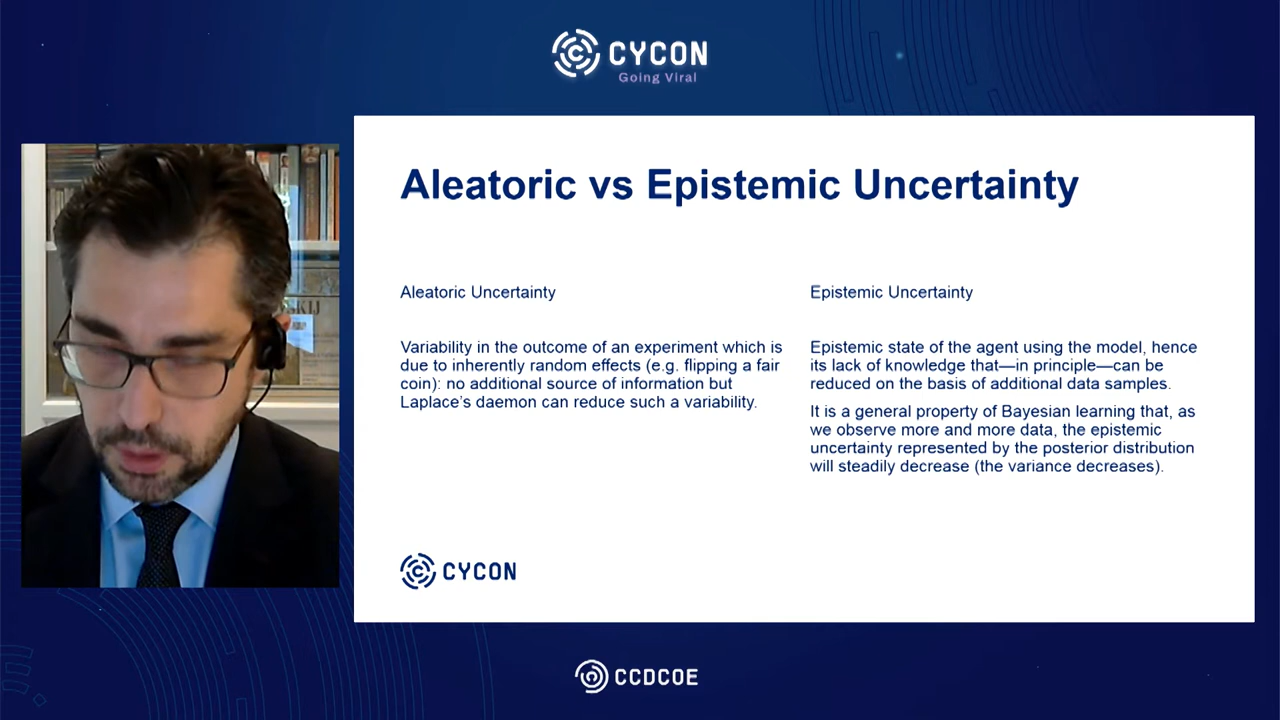 CYCON
Going Viral
Aleatoric vs Epistemic Uncertainty
Aleatoric Uncertainty
Variability in the outcome of an experiment which is
due to inherently random effects (e.g. flipping a fair
coin): no additional source of information but
Laplace's daemon can reduce such a variability.
Epistemic Uncertainty
Epistemic state of the agent using the model, hence
its lack of knowledge that—in principle—can be
reduced on the basis of additional data samples.
It is a general property of Bayesian learning that, as
we observe more and more data, the epistemic
uncertainty represented by the posterior distribution
will steadily decrease (the variance decreases).
CYCON
CCDCOE